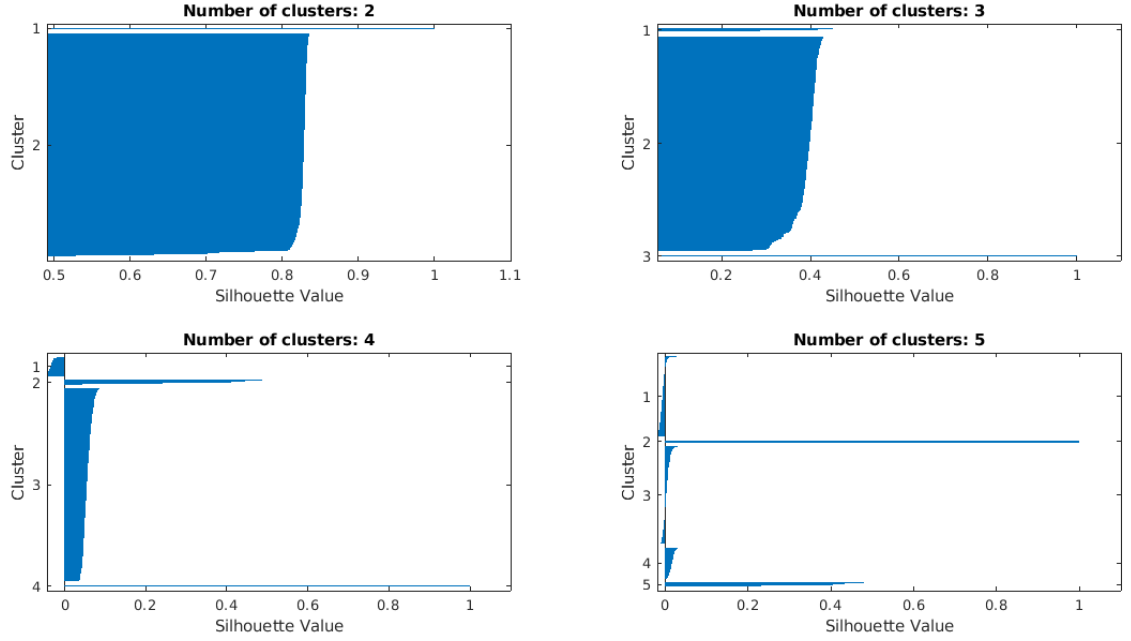 Number of clusters: 2
1
2
Cluster
0.5 0.6 0.7 0.8 0.9 1 1.1
Silhouette Value
Number of clusters: 3
1
2
3
Cluster
0.2 0.4 0.6 0.8 1
Silhouette Value
Number of clusters: 4
1
2
3
4
Cluster
0 0.2 0.4 0.6 0.8 1
Silhouette Value
Number of clusters: 5
1
2
3
4
5
Cluster
0 0.2 0.4 0.6 0.8 1
Silhouette Value